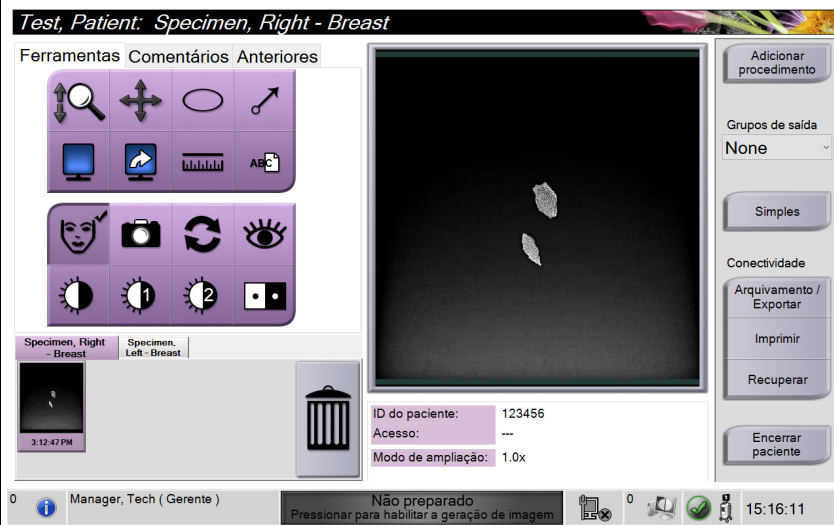 Test, Patient:  Specimen, Right - Breast
Ferramentas
Comentários
Anteriores
ABC
1
2
Specimen, Right
- Breast
Specimen,
Left - Breast
3:12:47 PM
ID do paciente: 123456
Acesso: ---
Modo de ampliação: 1.0x
Adicionar
procedimento
Grupos de saída
None
Simples
Conectividade
Arquivamento /
Exportar
Imprimir
Recuperar
Encerrar
paciente
0
i
Manager, Tech ( Gerente )
Não preparado
Pressionar para habilitar a geração de imagem
0
15:16:11